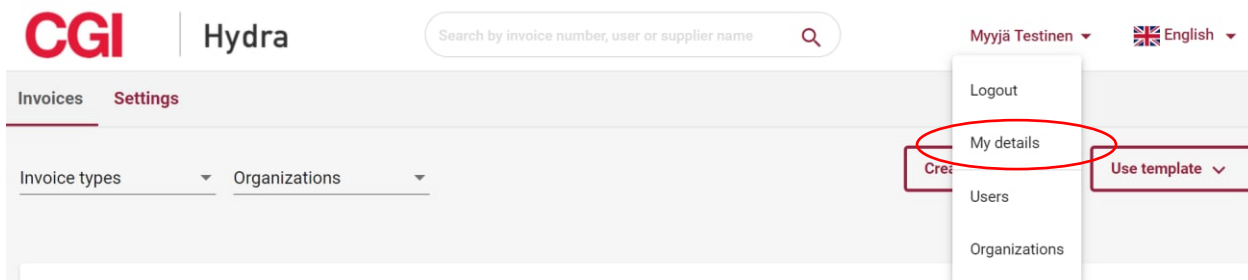 CGI Hydra Search by invoice number, user or supplier name Myyjä Testinen English
Invoices Settings
Logout
My details
Invoice types Organizations Use template
Users
Organizations